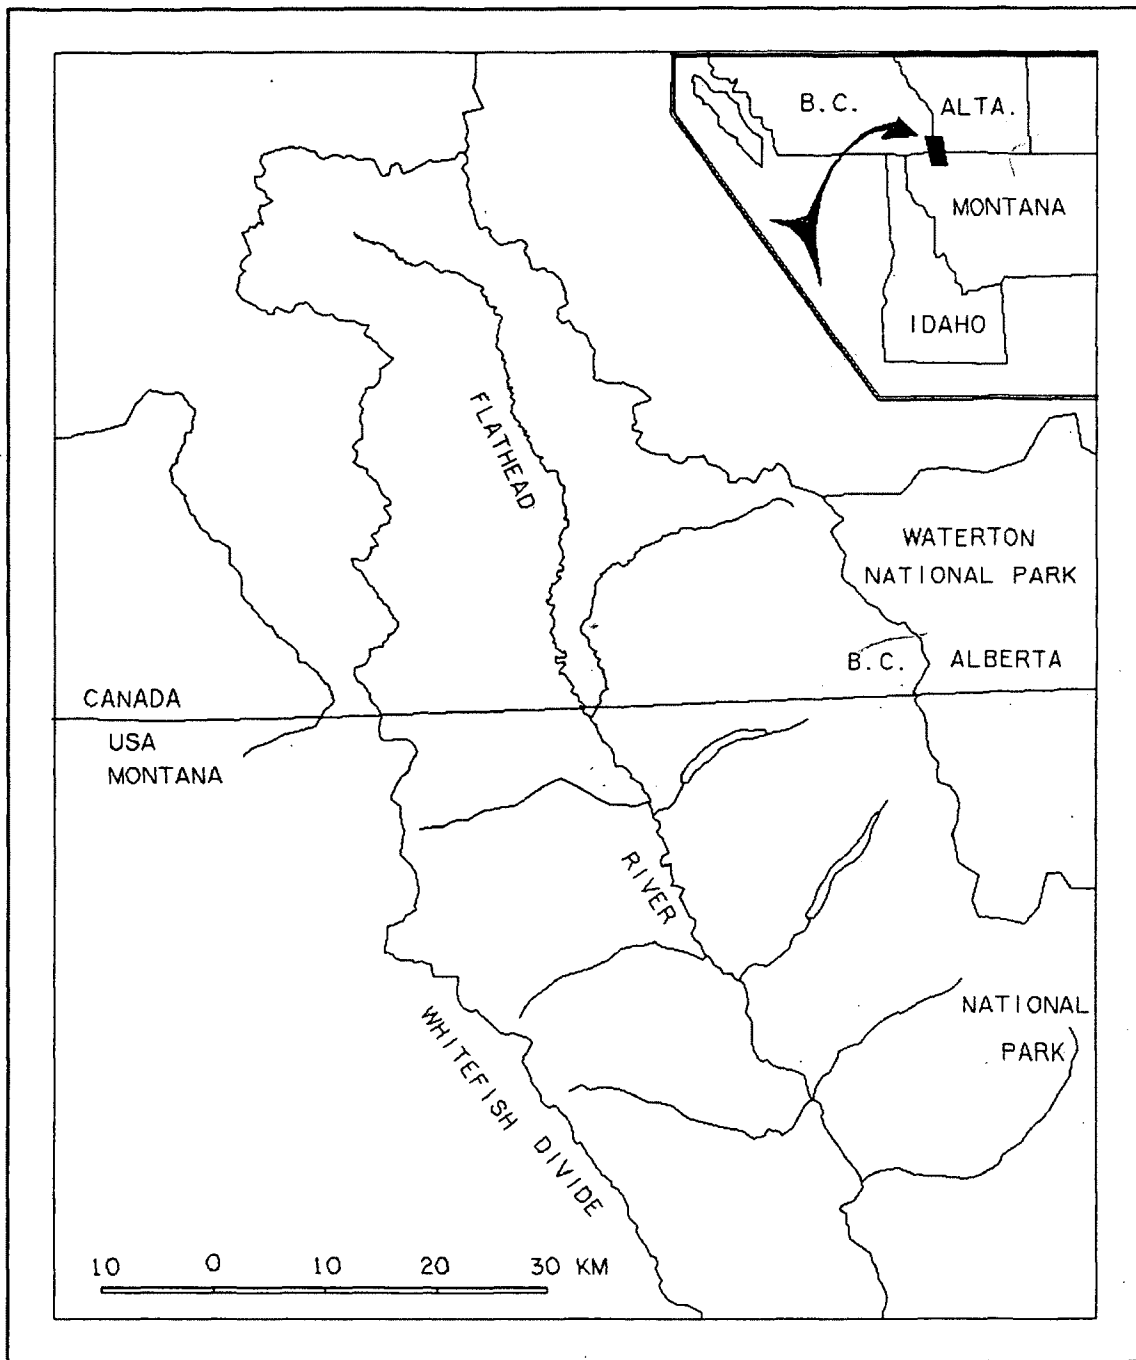 B.C.
ALTA.
MONTANA
IDAHO
FLATHEAD
WATERTON
NATIONAL PARK
B.C.
ALBERTA
CANADA
USA
MONTANA
RIVER
NATIONAL
PARK
WHITEFISH DIVIDE
10 0 10 20 30 KM